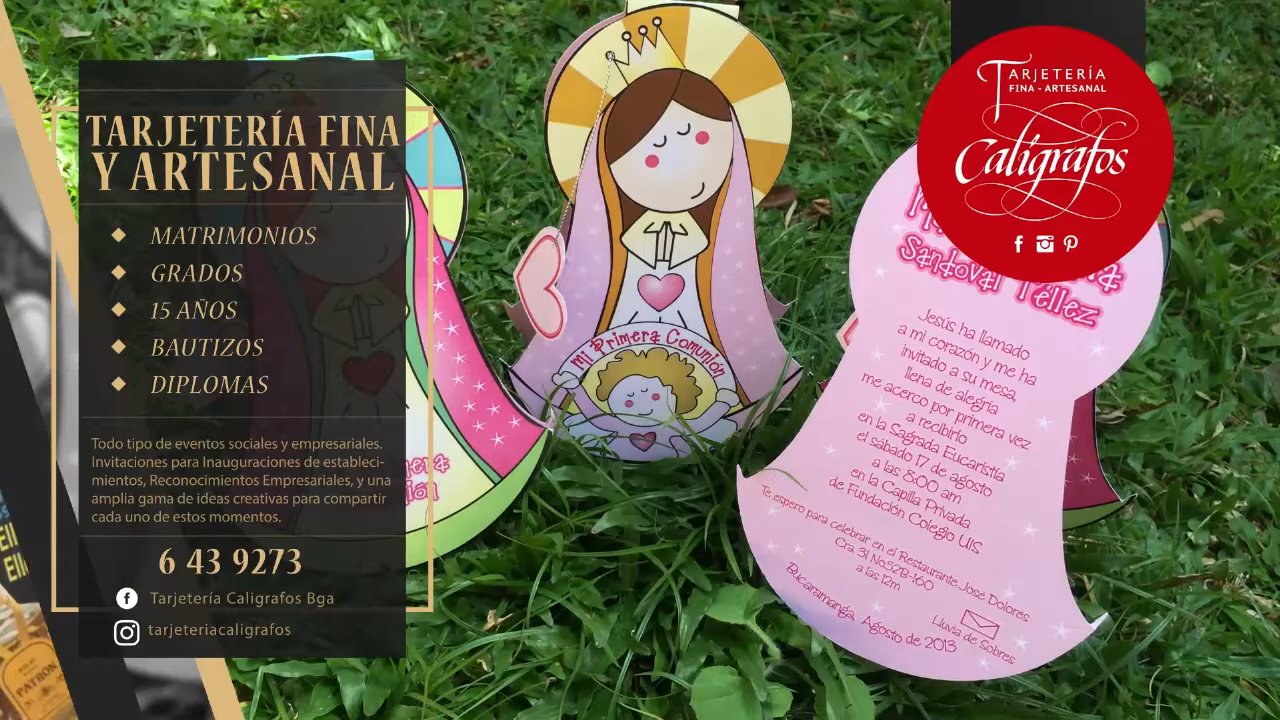 TARJETERÍA FINA
Y ARTESANAL
MATRIMONIOS
GRADOS
15 AÑOS
BAUTIZOS
DIPLOMAS
Todo tipo de eventos sociales y empresariales.
Invitaciones para Inauguraciones de estableci-
mientos, Reconocimientos Empresariales, y una
amplia gama de ideas creativas para compartir
cada uno de estos momentos.
6 43 9273
Tarjetería Caligrafos Bga
tarjeteriacaligrafos
Mi Primera Comunión
TARJETERÍA
FINA - ARTESANAL
Calígrafos
Sandoval Téllez
Jesús ha llamado
a mi corazón y me ha
invitado a su mesa,
llena de alegría
me acerco por primera vez
a recibirlo
en la Sagrada Eucaristía
el sábado 17 de agosto
a las 8:00 am
en la Capilla Privada
de Fundación Colegio UIS
Te espero para celebrar en el Restaurante José Dolores
Cra. 31 No52B-160
a las 12m
Bucaramanga, Agosto de 2013
Lluvia de Sobres
PATRÓN